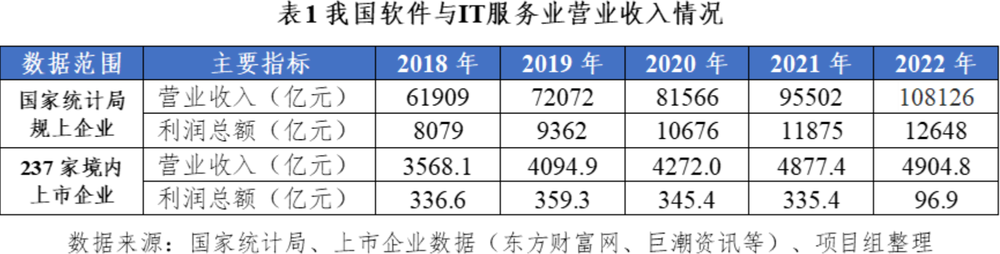 表1 我国软件与IT服务业营业收入情况
数据范围 主要指标 2018 年 2019 年 2020 年 2021 年 2022 年
国家统计局规上企业 营业收入（亿元） 61909 72072 81566 95502 108126
利润总额（亿元） 8079 9362 10676 11875 12648
237 家境内上市企业 营业收入（亿元） 3568.1 4094.9 4272.0 4877.4 4904.8
利润总额（亿元） 336.6 359.3 345.4 335.4 96.9
数据来源：国家统计局、上市企业数据（东方财富网、巨潮资讯等）、项目组整理